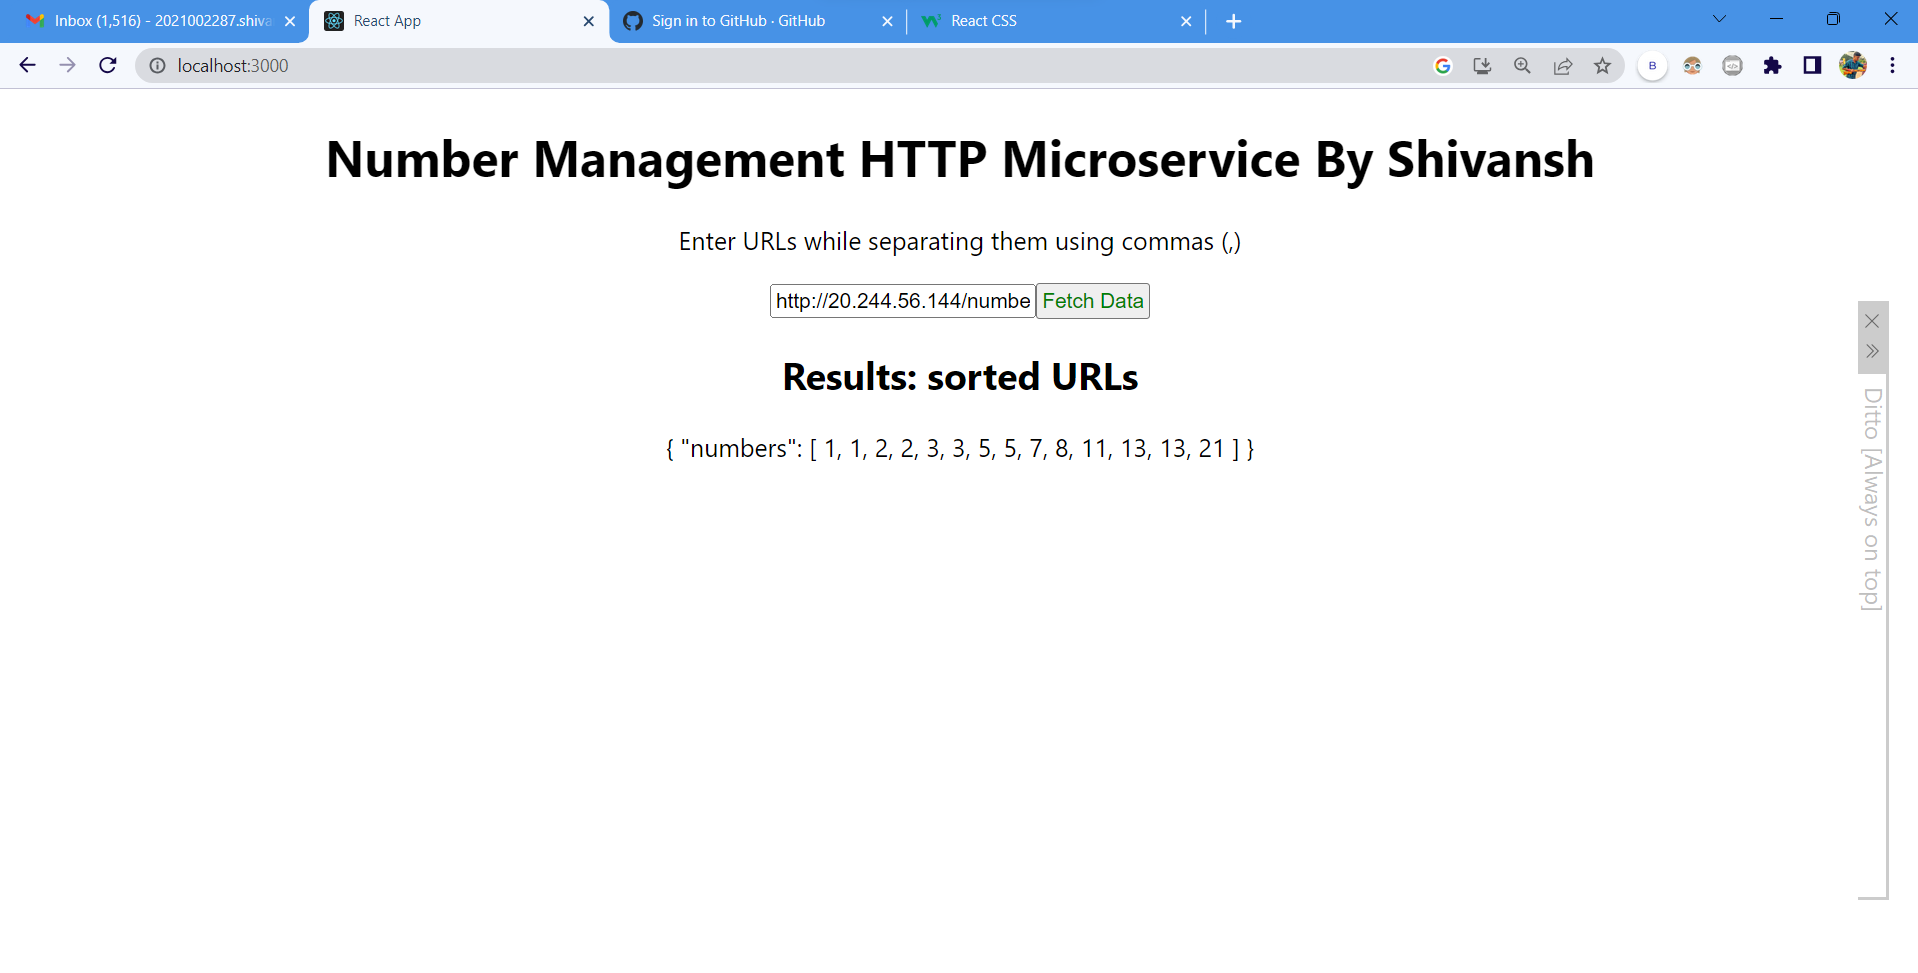 Inbox (1,516) - 2021002287.shiva
React App
Sign in to GitHub · GitHub
React CSS
localhost:3000
B
Number Management HTTP Microservice By Shivansh
Enter URLs while separating them using commas (,)
http://20.244.56.144/numbe
Fetch Data
Results: sorted URLs
{ "numbers": [ 1, 1, 2, 2, 3, 3, 5, 5, 7, 8, 11, 13, 13, 21 ] }
Ditto [Always on top]